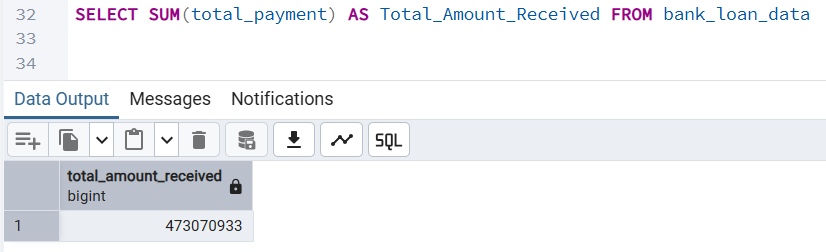 32 SELECT SUM(total_payment) AS Total_Amount_Received FROM bank_loan_data
33
34
Data Output Messages Notifications
SQL
total_amount_received
bigint
1 473070933